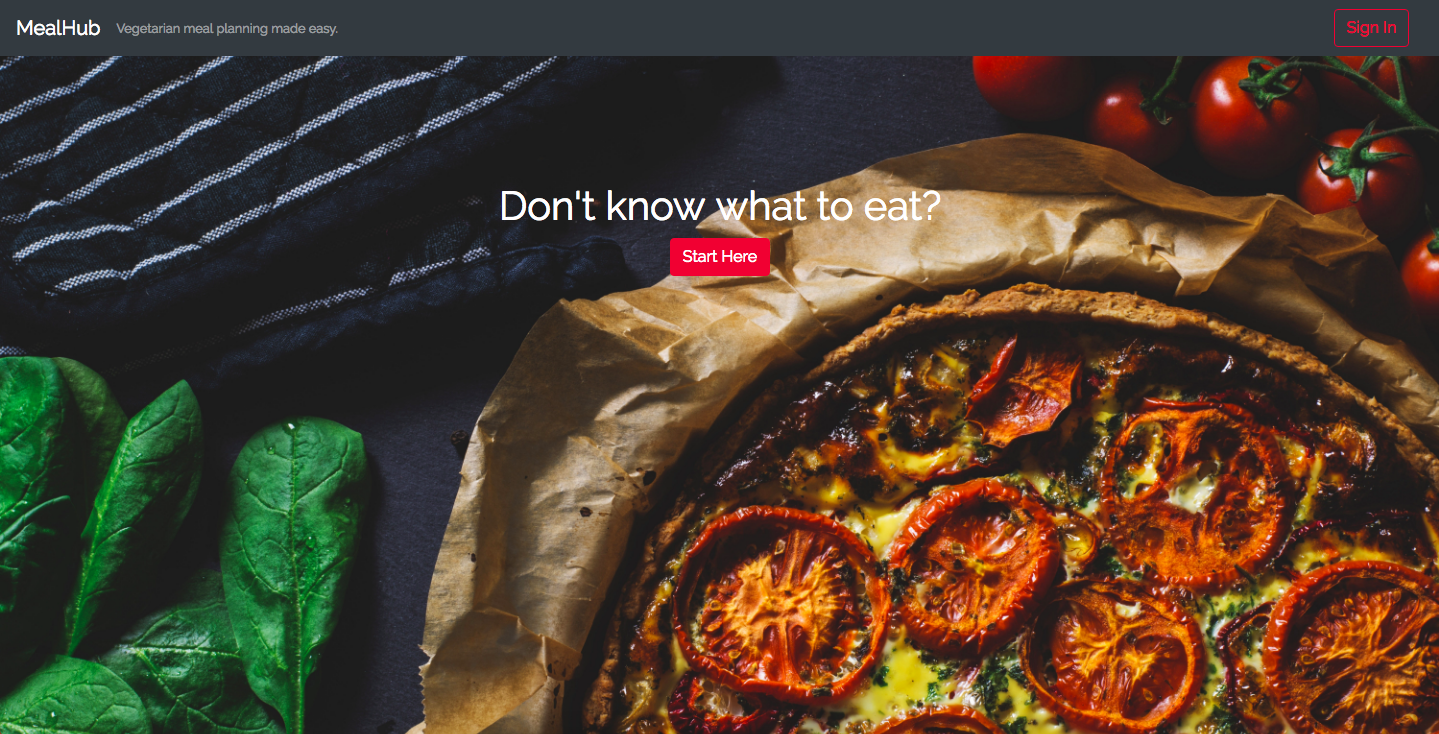 MealHub Vegetarian meal planning made easy. Sign In
Don't know what to eat?
Start Here